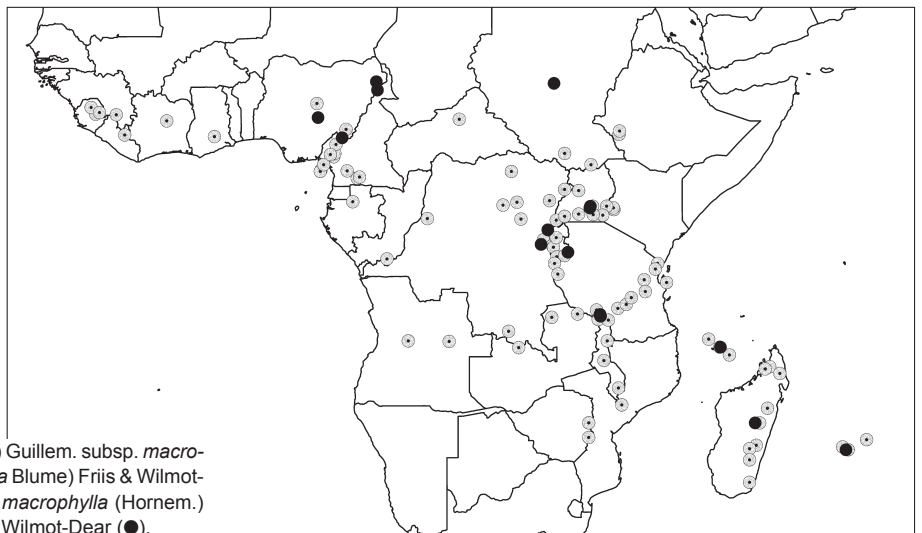 ) Guillem. subsp. macro-
a Blume) Friis & Wilmot-
macrophylla (Hornem.)
Wilmot-Dear (●).